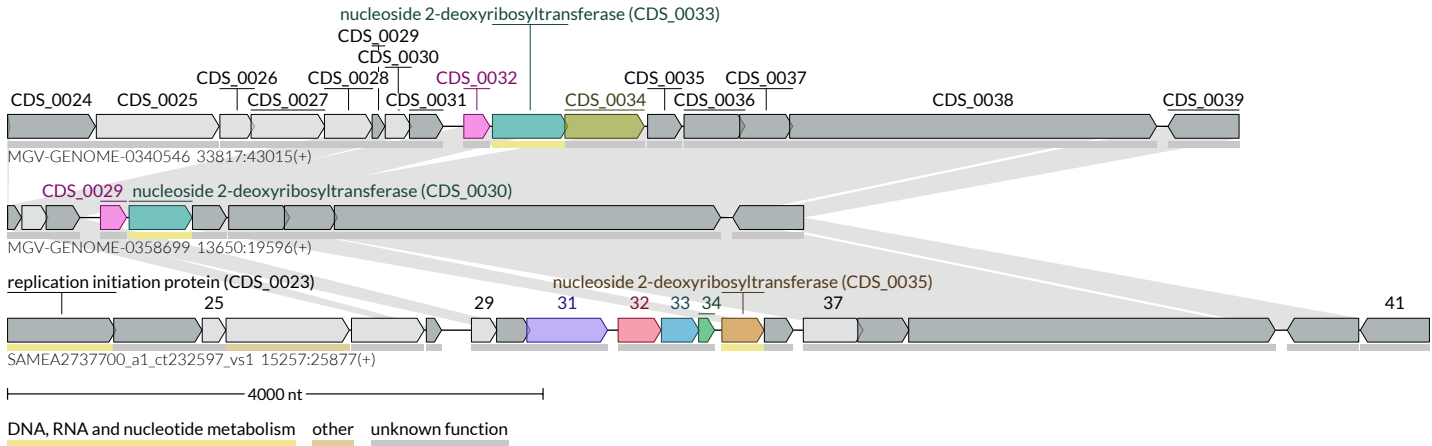 nucleoside 2-deoxyribosyltransferase (CDS_0033)
CDS_0029
CDS_0030
CDS_0026 CDS_0028 CDS_0032 CDS_0035 CDS_0037
CDS_0024 CDS_0025 CDS_0027 CDS_0031 CDS_0034 CDS_0036 CDS_0038 CDS_0039
MGV-GENOME-0340546 33817:43015(+)
CDS_0029 nucleoside 2-deoxyribosyltransferase (CDS_0030)
MGV-GENOME-0358699 13650:19596(+)
replication initiation protein (CDS_0023) nucleoside 2-deoxyribosyltransferase (CDS_0035)
25 29 31 32 33 34 37 41
SAMEA2737700_a1_ct232597_vs1 15257:25877(+)
4000 nt
DNA, RNA and nucleotide metabolism other unknown function